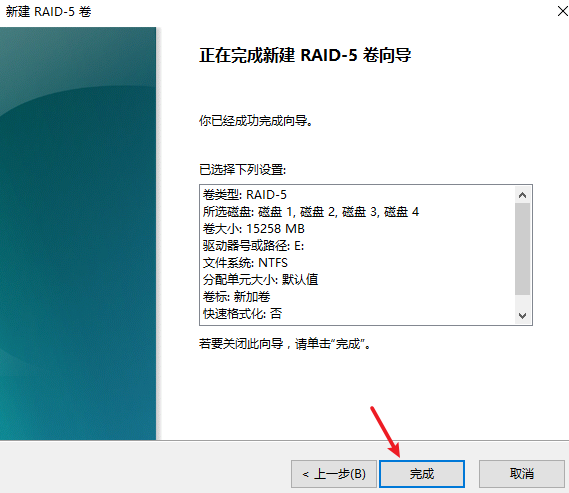 新建 RAID-5 卷
正在完成新建 RAID-5 卷向导
你已经成功完成向导。
已选择下列设置:
卷类型: RAID-5
所选磁盘: 磁盘 1, 磁盘 2, 磁盘 3, 磁盘 4
卷大小: 15258 MB
驱动器号或路径: E:
文件系统: NTFS
分配单元大小: 默认值
卷标: 新加卷
快速格式化: 否
若要关闭此向导，请单击“完成”。
< 上一步(B)
完成
取消